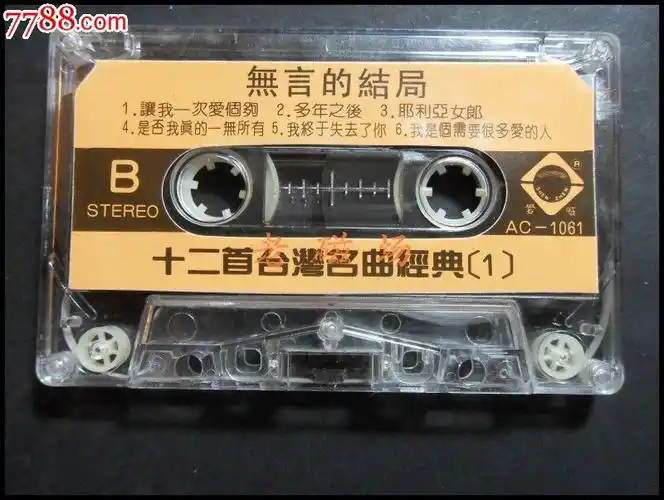 7788.com
無言的結局
1.讓我一次愛個夠 2.多年之後 3.耶利亞女郎
4.是否我眞的一無所有 5.我終于失去了你 6.我是個需要很多愛的人
B
STEREO
R
AC-1061
十二首台灣名曲經典(1)